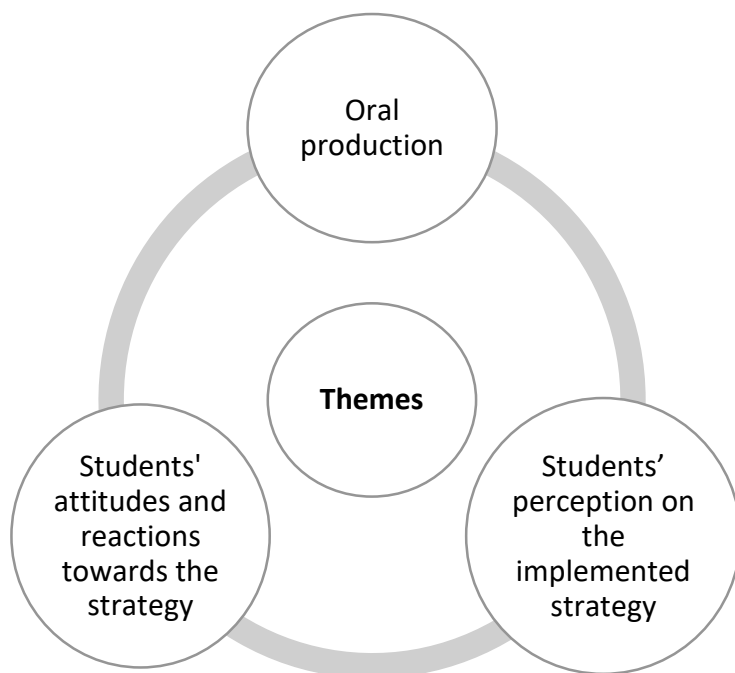 Oral
production
Themes
Students'
attitudes and
reactions
towards the
strategy
Students’
perception on
the
implemented
strategy